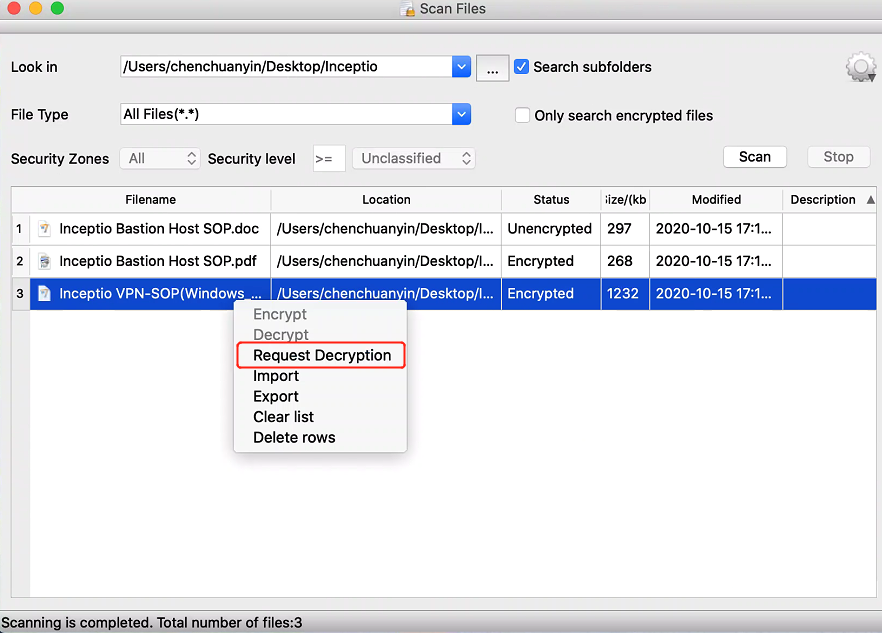 Scan Files
Look in /Users/chenchuanyin/Desktop/Inceptio ... Search subfolders
File Type All Files(*.*) Only search encrypted files
Security Zones All Security level >= Unclassified Scan Stop
Filename Location Status ize/(kb Modified Description
1 Inceptio Bastion Host SOP.doc /Users/chenchuanyin/Desktop/I... Unencrypted 297 2020-10-15 17:1...
2 Inceptio Bastion Host SOP.pdf /Users/chenchuanyin/Desktop/I... Encrypted 268 2020-10-15 17:1...
3 Inceptio VPN-SOP(Windows_... /Users/chenchuanyin/Desktop/I... Encrypted 1232 2020-10-15 17:1...
Encrypt
Decrypt
Request Decryption
Import
Export
Clear list
Delete rows
Scanning is completed. Total number of files:3